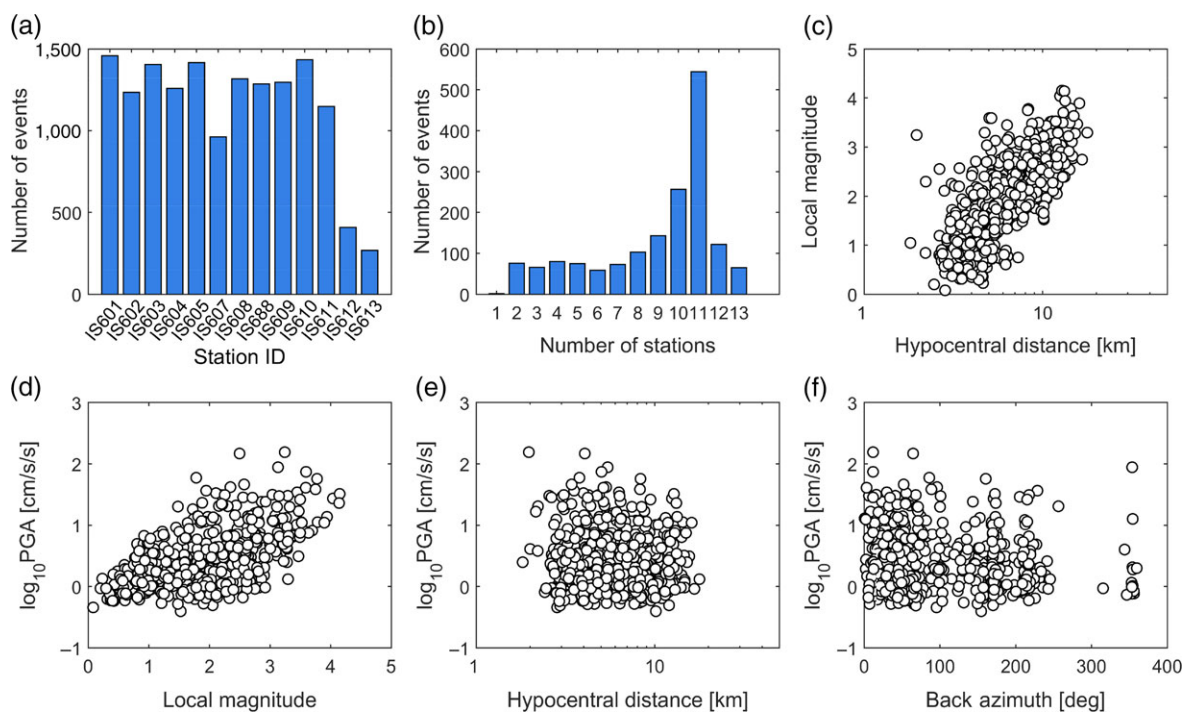 (a)
1,500
1,000
500
0
Number of events
IS601 IS602 IS603 IS604 IS605 IS607 IS608 IS688 IS609 IS610 IS611 IS612 IS613
Station ID
(b)
600
500
400
300
200
100
0
Number of events
1 2 3 4 5 6 7 8 9 10 11 12 13
Number of stations
(c)
5
4
3
2
1
0
Local magnitude
1 10
Hypocentral distance [km]
(d)
3
2
1
0
–1
log10PGA [cm/s/s]
0 1 2 3 4 5
Local magnitude
(e)
3
2
1
0
–1
log10PGA [cm/s/s]
1 10
Hypocentral distance [km]
(f)
3
2
1
0
–1
log10PGA [cm/s/s]
0 100 200 300 400
Back azimuth [deg]